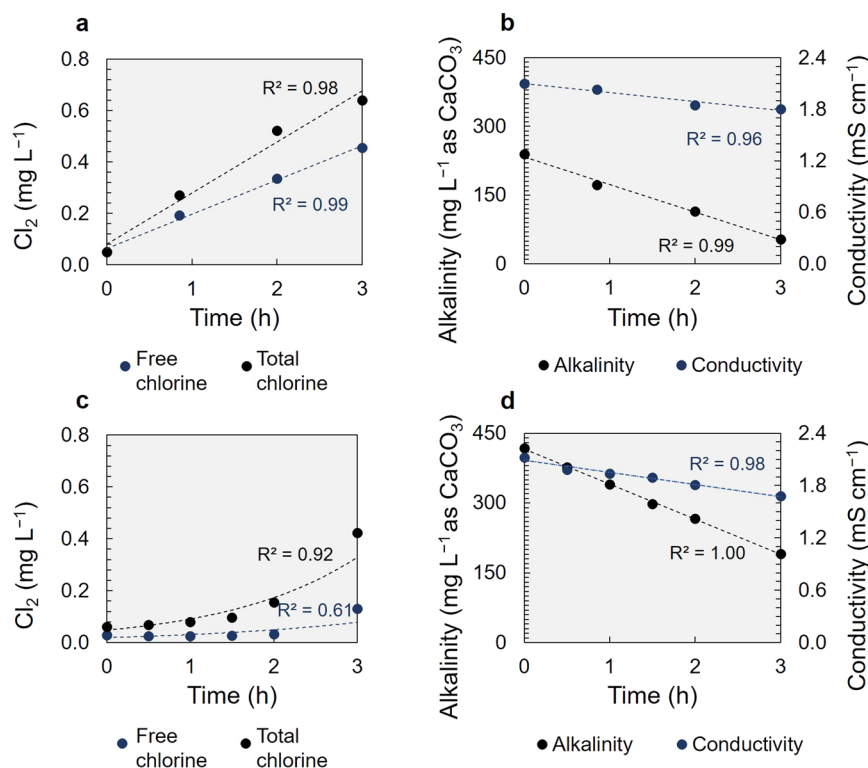 a
Cl₂ (mg L⁻¹)
0.8
0.6
0.4
0.2
0.0
R² = 0.98
R² = 0.99
0 1 2 3
Time (h)
Free chlorine
Total chlorine
b
Alkalinity (mg L⁻¹ as CaCO₃)
450
300
150
0
R² = 0.96
R² = 0.99
2.4
1.8
1.2
0.6
0.0
Conductivity (mS cm⁻¹)
0 1 2 3
Time (h)
Alkalinity
Conductivity
c
Cl₂ (mg L⁻¹)
0.8
0.6
0.4
0.2
0.0
R² = 0.92
R² = 0.61
0 1 2 3
Time (h)
Free chlorine
Total chlorine
d
Alkalinity (mg L⁻¹ as CaCO₃)
450
300
150
0
R² = 0.98
R² = 1.00
2.4
1.8
1.2
0.6
0.0
Conductivity (mS cm⁻¹)
0 1 2 3
Time (h)
Alkalinity
Conductivity